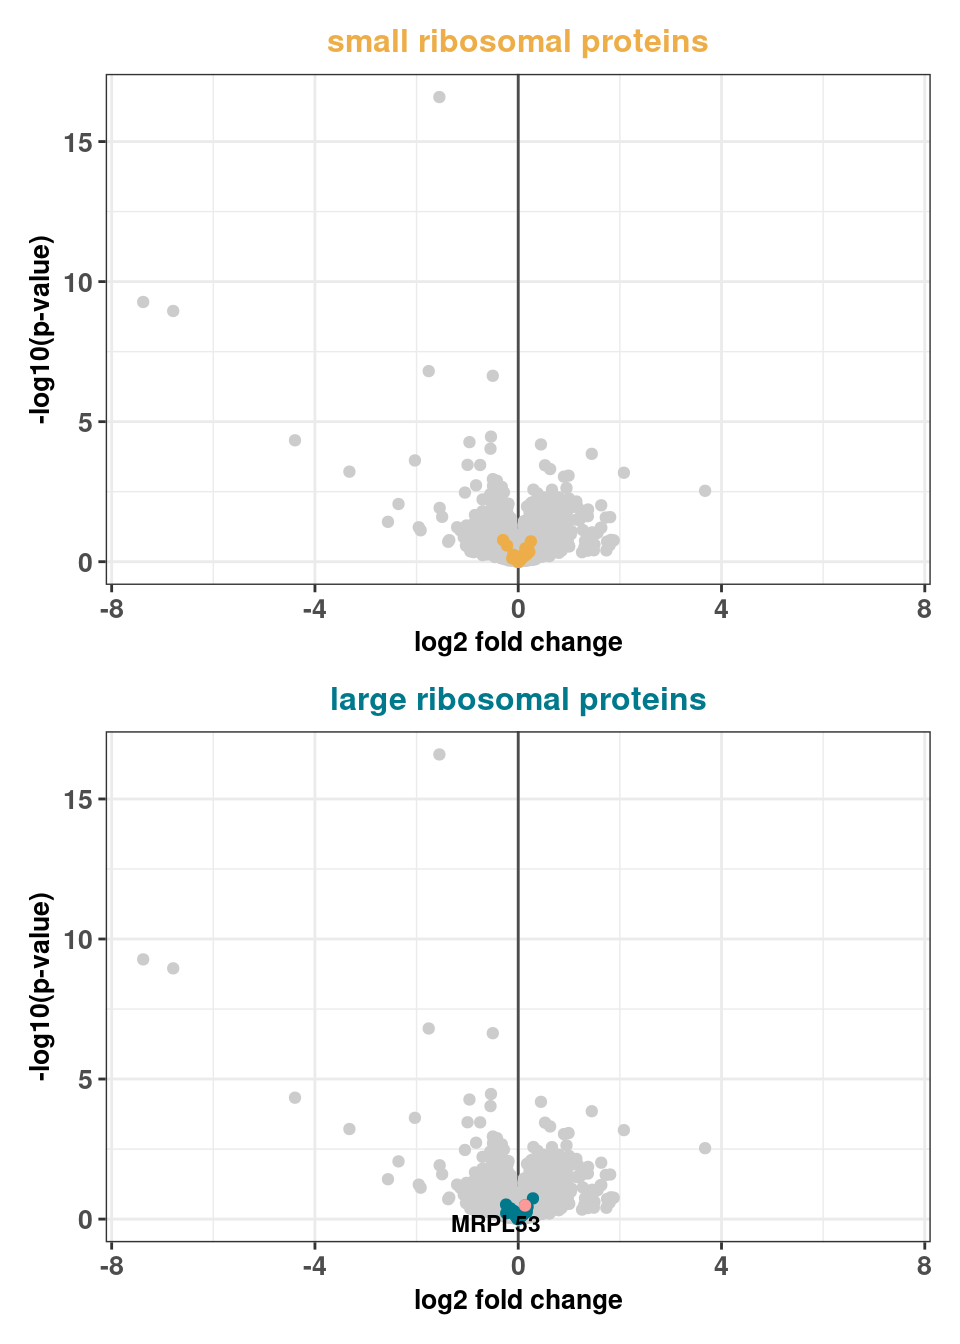 small ribosomal proteins
15
10
5
0
-log10(p-value)
-8 -4 0 4 8
log2 fold change
large ribosomal proteins
15
10
5
0
-log10(p-value)
MRPL53
-8 -4 0 4 8
log2 fold change